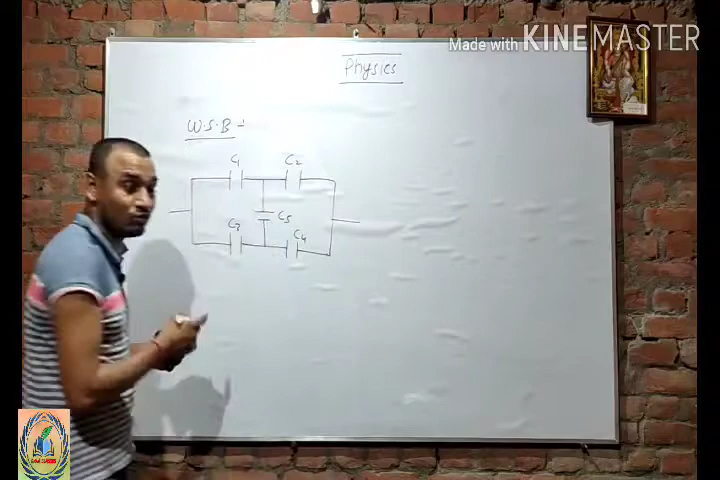 Made with KINEMASTER
Physics
W.S.B →
C₁ C₂
C₅
C₃ C₄